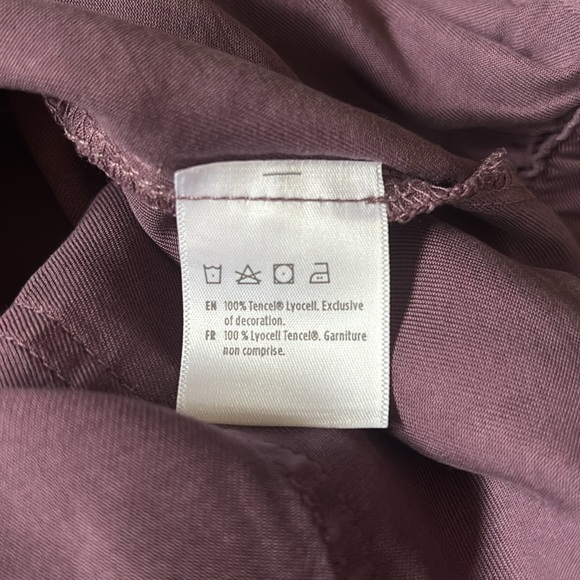 EN 100% Tencel® Lyocell. Exclusive
of decoration.
FR 100 % Lyocell Tencel®. Garniture
non comprise.